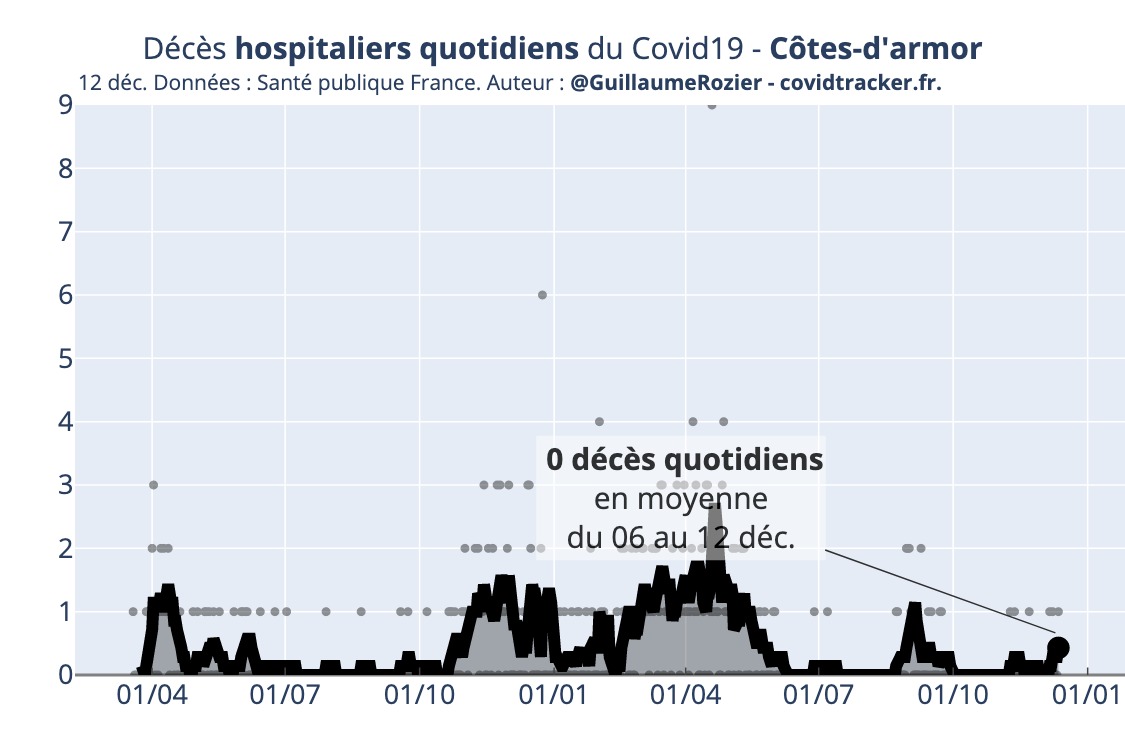 Décès hospitaliers quotidiens du Covid19 - Côtes-d'armor
12 déc. Données : Santé publique France. Auteur : @GuillaumeRozier - covidtracker.fr.
9
8
7
6
5
4
3
2
1
0
0 décès quotidiens
en moyenne
du 06 au 12 déc.
01/04 01/07 01/10 01/01 01/04 01/07 01/10 01/01